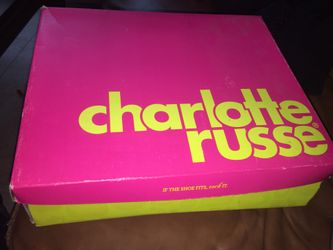 charlotte
russe
IF THE SHOE FITS, rock IT.